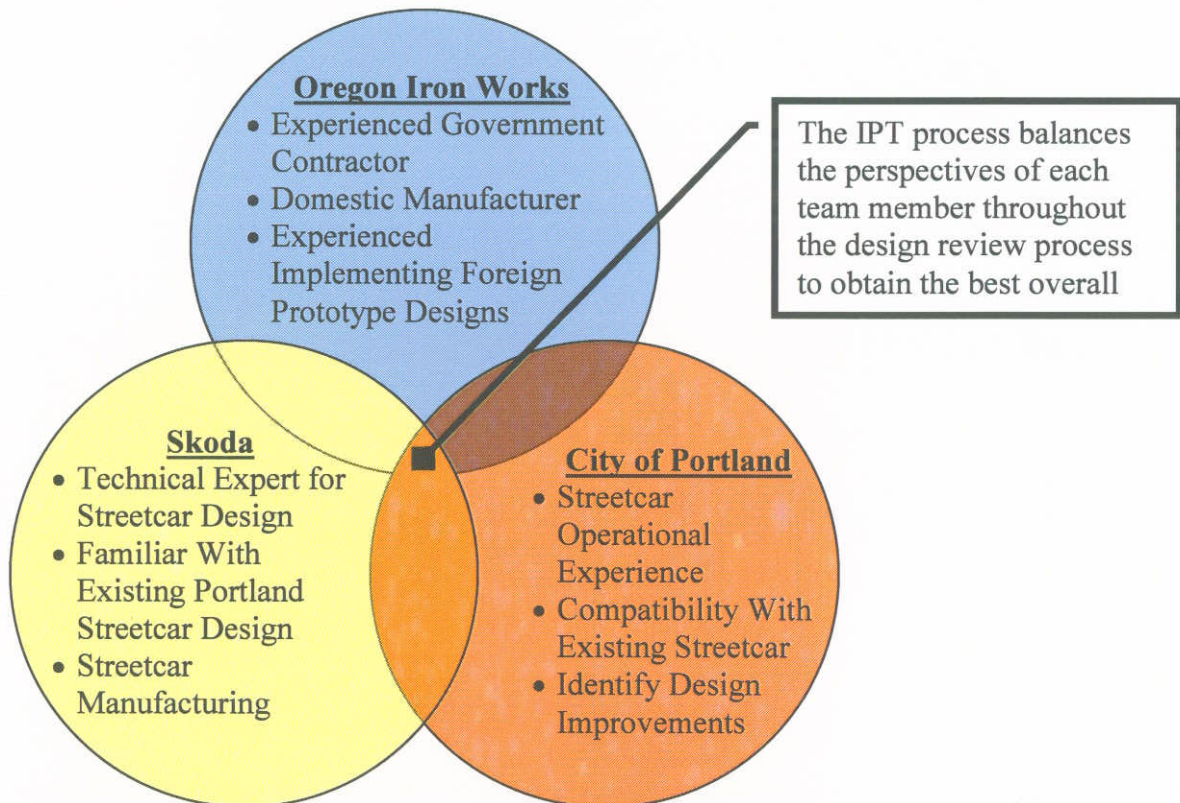 Oregon Iron Works
• Experienced Government
Contractor
• Domestic Manufacturer
• Experienced
Implementing Foreign
Prototype Designs
The IPT process balances
the perspectives of each
team member throughout
the design review process
to obtain the best overall
Skoda
• Technical Expert for
Streetcar Design
• Familiar With
Existing Portland
Streetcar Design
• Streetcar
Manufacturing
City of Portland
• Streetcar
Operational
Experience
• Compatibility With
Existing Streetcar
• Identify Design
Improvements